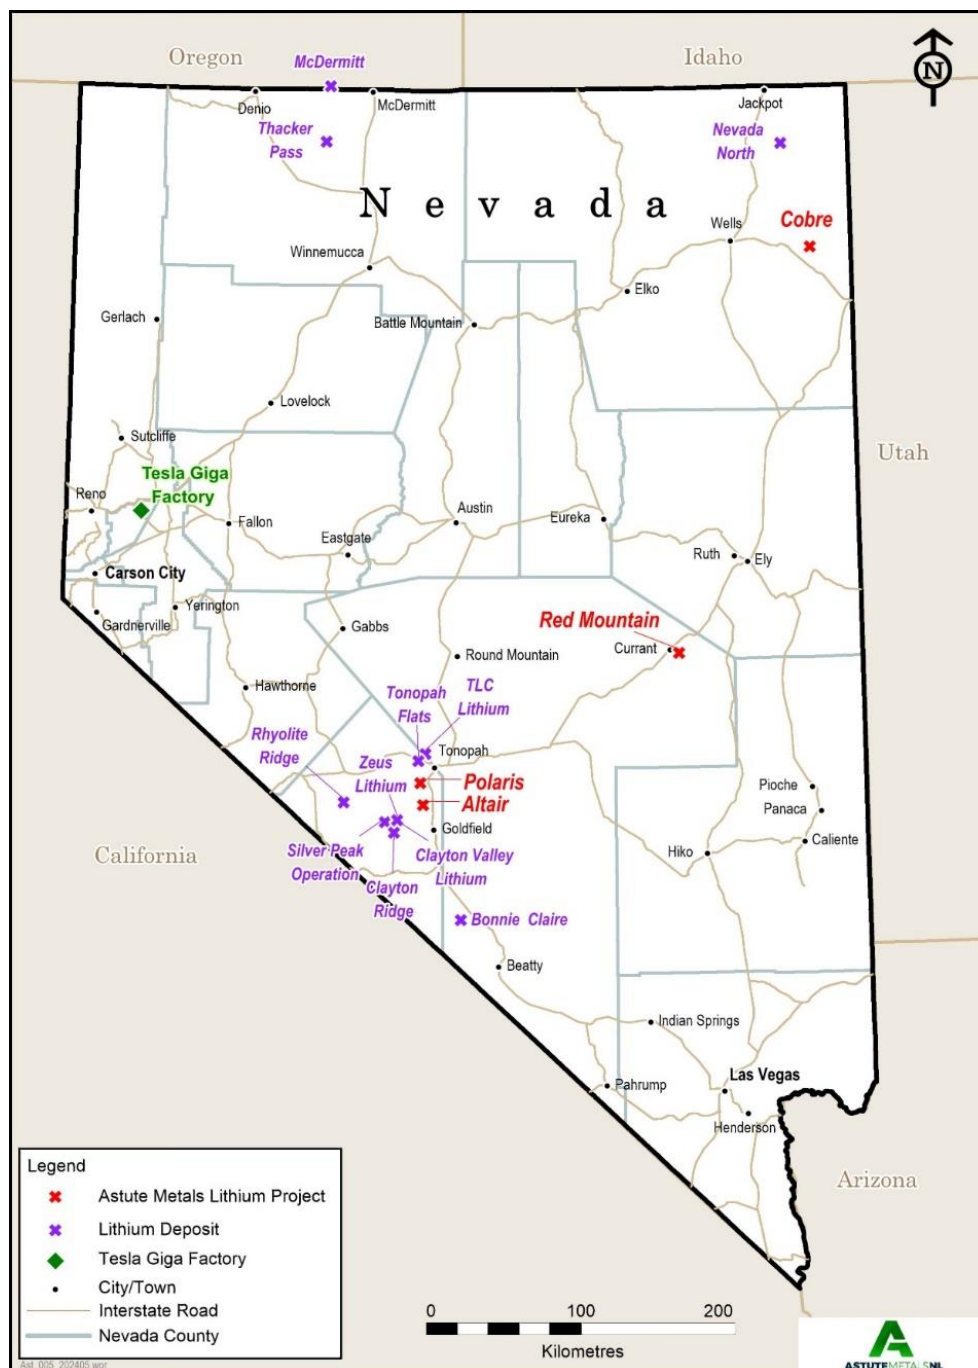 Oregon
McDermitt
Idaho
N
Denio
McDermitt
Jackpot
Thacker
Pass
Nevada
North
Nevada
Wells
Cobre
Winnemucca
Elko
Gerlach
Battle Mountain
Lovelock
Sutcliffe
Utah
Tesla Giga
Factory
Reno
Fallon
Austin
Eureka
Eastgate
Ruth
Ely
Carson City
Yerington
Gardnerville
Gabbs
Red Mountain
Currant
Round Mountain
Hawthorne
Tonopah
Flats
TLC
Lithium
Rhyolite
Ridge
Zeus
Lithium
Tonopah
Polaris
Altair
Pioche
Panaca
Goldfield
Caliente
Hiko
California
Silver Peak
Operation
Clayton Valley
Lithium
Clayton
Ridge
Bonnie Claire
Beatty
Indian Springs
Pahrump
Las Vegas
Henderson
Arizona
Legend
Astute Metals Lithium Project
Lithium Deposit
Tesla Giga Factory
City/Town
Interstate Road
Nevada County
0 100 200
Kilometres
ASTUTEMETALSNL
Ast_005_202405.wor